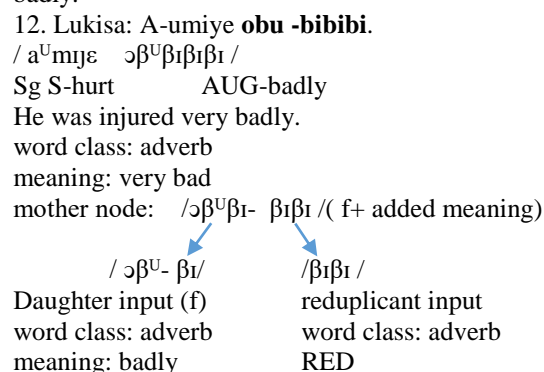 badly.
12. Lukisa: A-umiye obu -bibibi.
/ aᵁmɪȷɛ ɔβᵁβɪβɪβɪ /
Sg S-hurt AUG-badly
He was injured very badly.
word class: adverb
meaning: very bad
mother node: /ɔβᵁβɪ- βɪβɪ /( f+ added meaning)
/ ɔβᵁ- βɪ/ /βɪβɪ /
Daughter input (f) reduplicant input
word class: adverb word class: adverb
meaning: badly RED